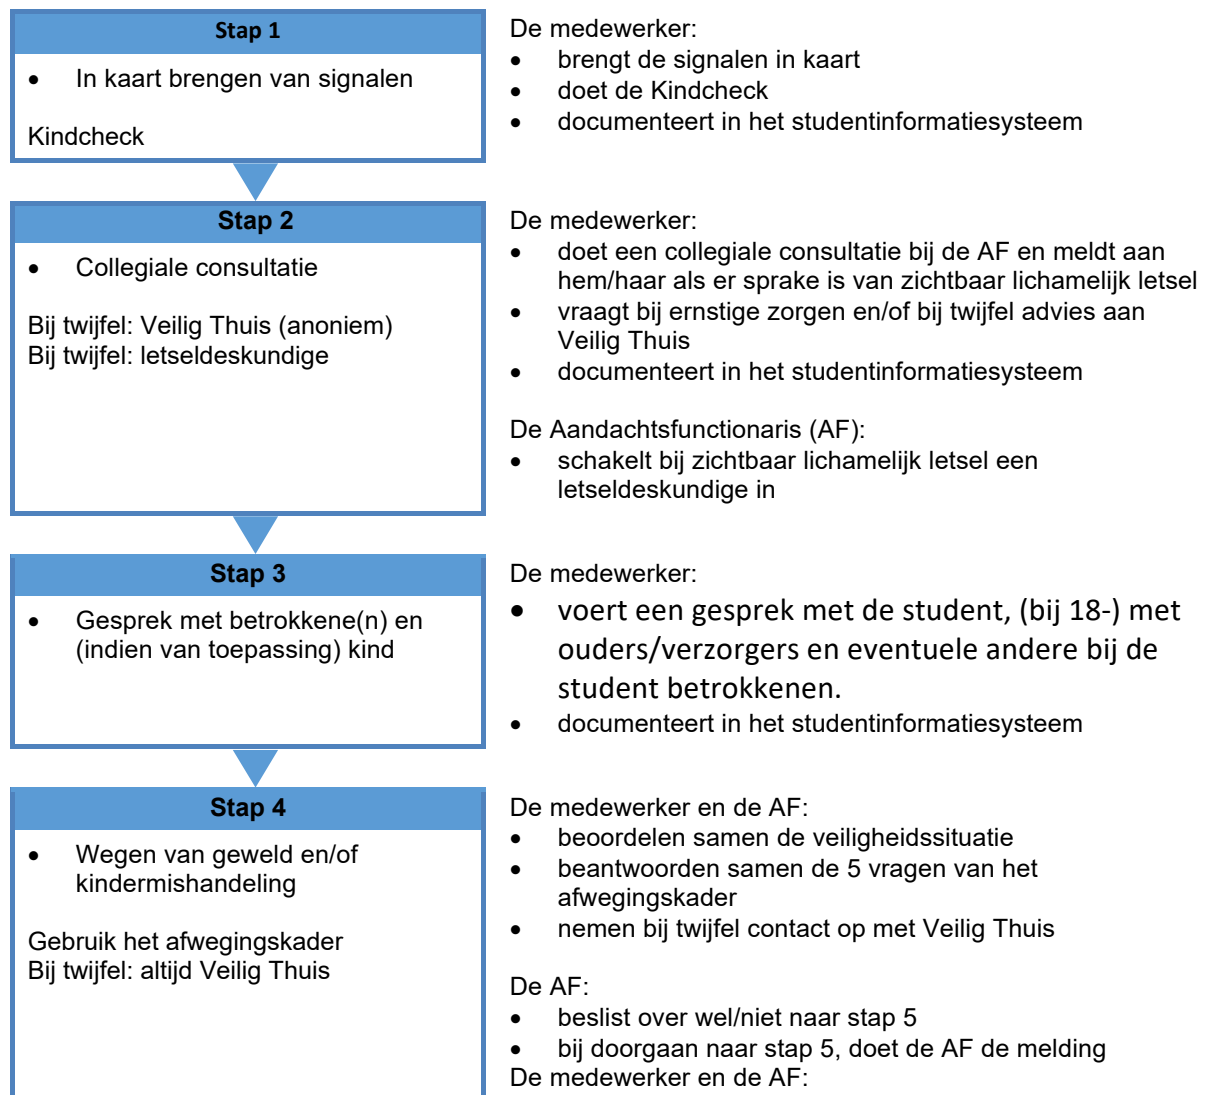 Stap 1
• In kaart brengen van signalen
Kindcheck
De medewerker:
• brengt de signalen in kaart
• doet de Kindcheck
• documenteert in het studentinformatiesysteem
Stap 2
• Collegiale consultatie
Bij twijfel: Veilig Thuis (anoniem)
Bij twijfel: letseldeskundige
De medewerker:
• doet een collegiale consultatie bij de AF en meldt aan
hem/haar als er sprake is van zichtbaar lichamelijk letsel
• vraagt bij ernstige zorgen en/of bij twijfel advies aan
Veilig Thuis
• documenteert in het studentinformatiesysteem
De Aandachtsfunctionaris (AF):
• schakelt bij zichtbaar lichamelijk letsel een
letseldeskundige in
Stap 3
• Gesprek met betrokkene(n) en
(indien van toepassing) kind
De medewerker:
• voert een gesprek met de student, (bij 18-) met
ouders/verzorgers en eventuele andere bij de
student betrokkenen.
• documenteert in het studentinformatiesysteem
Stap 4
• Wegen van geweld en/of
kindermishandeling
Gebruik het afwegingskader
Bij twijfel: altijd Veilig Thuis
De medewerker en de AF:
• beoordelen samen de veiligheidssituatie
• beantwoorden samen de 5 vragen van het
afwegingskader
• nemen bij twijfel contact op met Veilig Thuis
De AF:
• beslist over wel/niet naar stap 5
• bij doorgaan naar stap 5, doet de AF de melding
De medewerker en de AF: